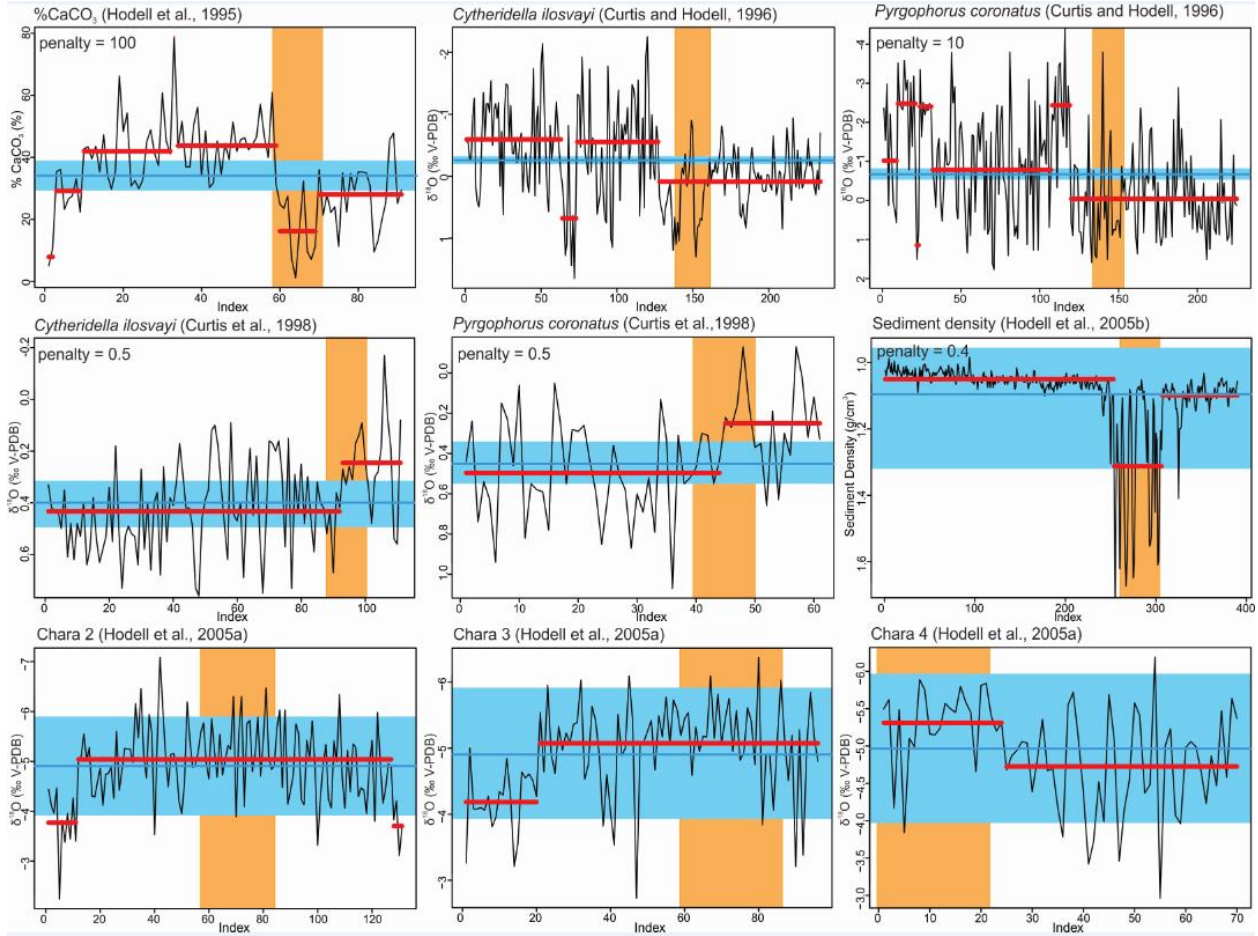 %CaCO₃ (Hodell et al., 1995)
penalty = 100
% CaCO₃ (%)
80
60
40
20
0
0 20 40 60 80
Index
Cytheridella ilosvayi (Curtis and Hodell, 1996)
δ¹⁸O (‰ V-PDB)
-2
-1
0
1
0 50 100 150 200
Index
Pyrgophorus coronatus (Curtis and Hodell, 1996)
penalty = 10
δ¹⁸O (‰ V-PDB)
-4
-3
-2
-1
0
1
2
0 50 100 150 200
Index
Cytheridella ilosvayi (Curtis et al., 1998)
penalty = 0.5
δ¹⁸O (‰ V-PDB)
-0.2
0.0
0.2
0.4
0.6
0 20 40 60 80 100
Index
Pyrgophorus coronatus (Curtis et al.,1998)
penalty = 0.5
δ¹⁸O (‰ V-PDB)
0.0
0.2
0.4
0.6
0.8
1.0
0 10 20 30 40 50 60
Index
Sediment density (Hodell et al., 2005b)
penalty = 0.4
Sediment Density (g/cm³)
1.0
1.4
1.6
0 100 200 300 400
Index
Chara 2 (Hodell et al., 2005a)
δ¹⁸O (‰ V-PDB)
-7
-6
-5
-4
-3
0 20 40 60 80 100 120
Index
Chara 3 (Hodell et al., 2005a)
δ¹⁸O (‰ V-PDB)
-6
-5
-4
-3
0 20 40 60 80
Index
Chara 4 (Hodell et al., 2005a)
δ¹⁸O (‰ V-PDB)
-6.0
-5.5
-5.0
-4.5
-4.0
-3.5
-3.0
0 10 20 30 40 50 60 70
Index